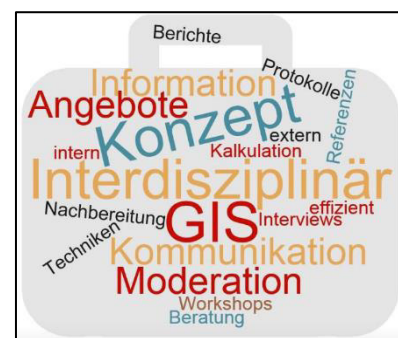 Berichte
Information
Protokolle
Angebote
Konzept
Referenzen
extern
intern
Kalkulation
Interdisziplinär
Nachbereitung
GIS
Interviews
effizient
Techniken
Kommunikation
Moderation
Workshops
Beratung